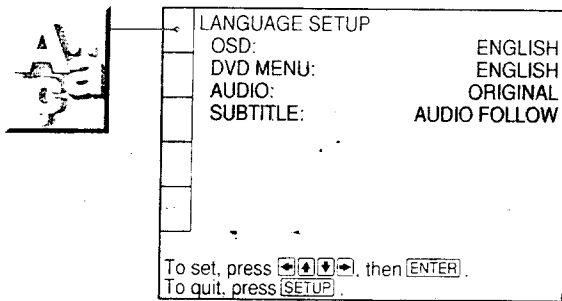 LANGUAGE SETUP
OSD: ENGLISH
DVD MENU: ENGLISH
AUDIO: ORIGINAL
SUBTITLE: AUDIO FOLLOW
To set, press ←↑↓→, then ENTER.
To quit, press SETUP.